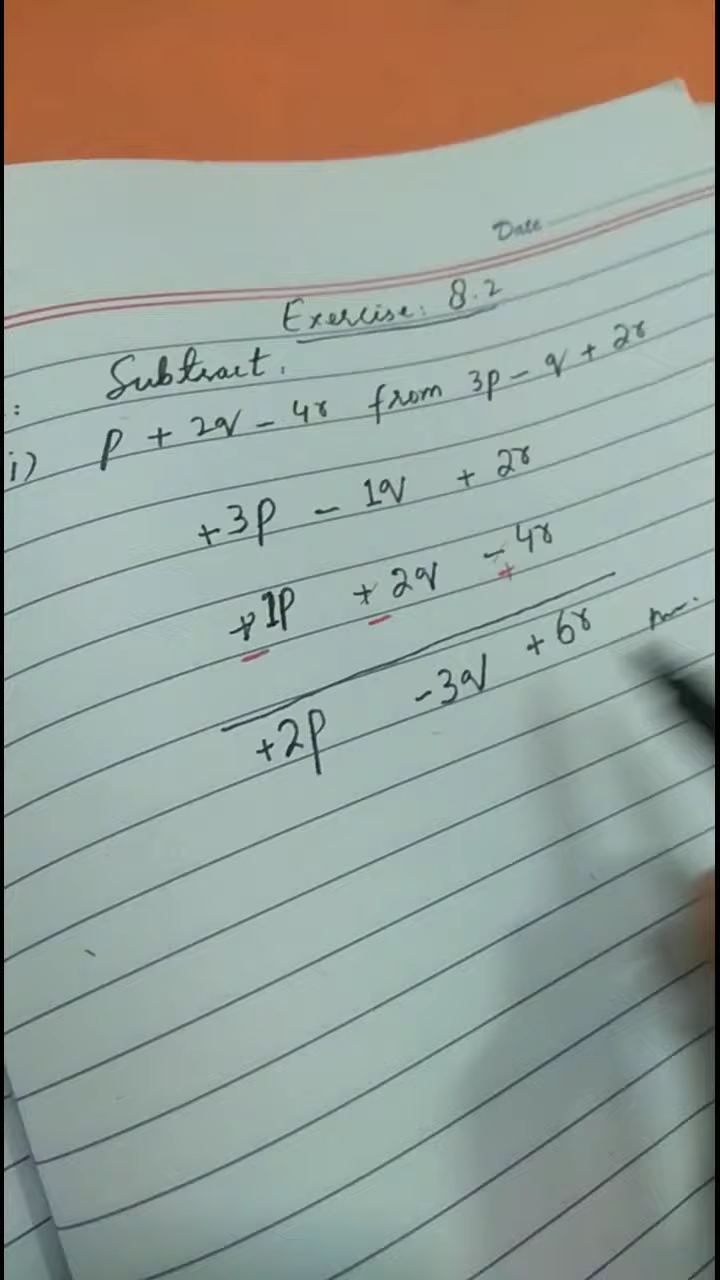 Date
Exercise: 8.2
: Subtract.
i) p + 2q - 4r from 3p - q + 2r
+3p - 1q + 2r
+1p + 2q - 4r
- - +
+2p - 3q + 6r